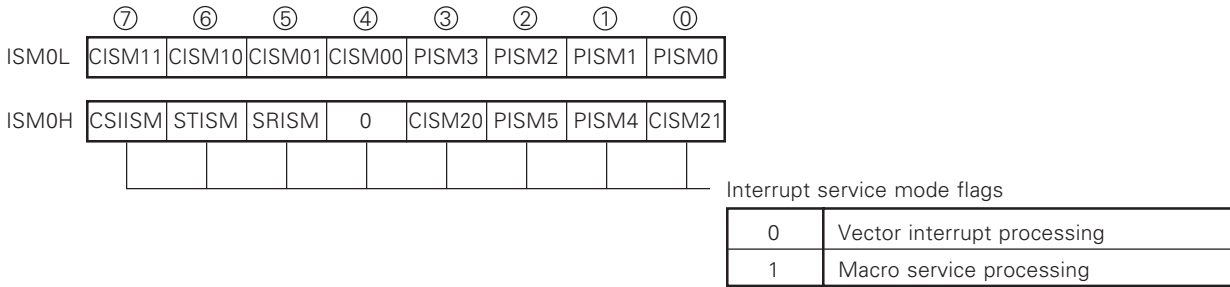 ⑦ ⑥ ⑤ ④ ③ ② ① ⓪
ISM0L CISM11 CISM10 CISM01 CISM00 PISM3 PISM2 PISM1 PISM0
ISM0H CSIISM STISM SRISM 0 CISM20 PISM5 PISM4 CISM21
Interrupt service mode flags
0 Vector interrupt processing
1 Macro service processing